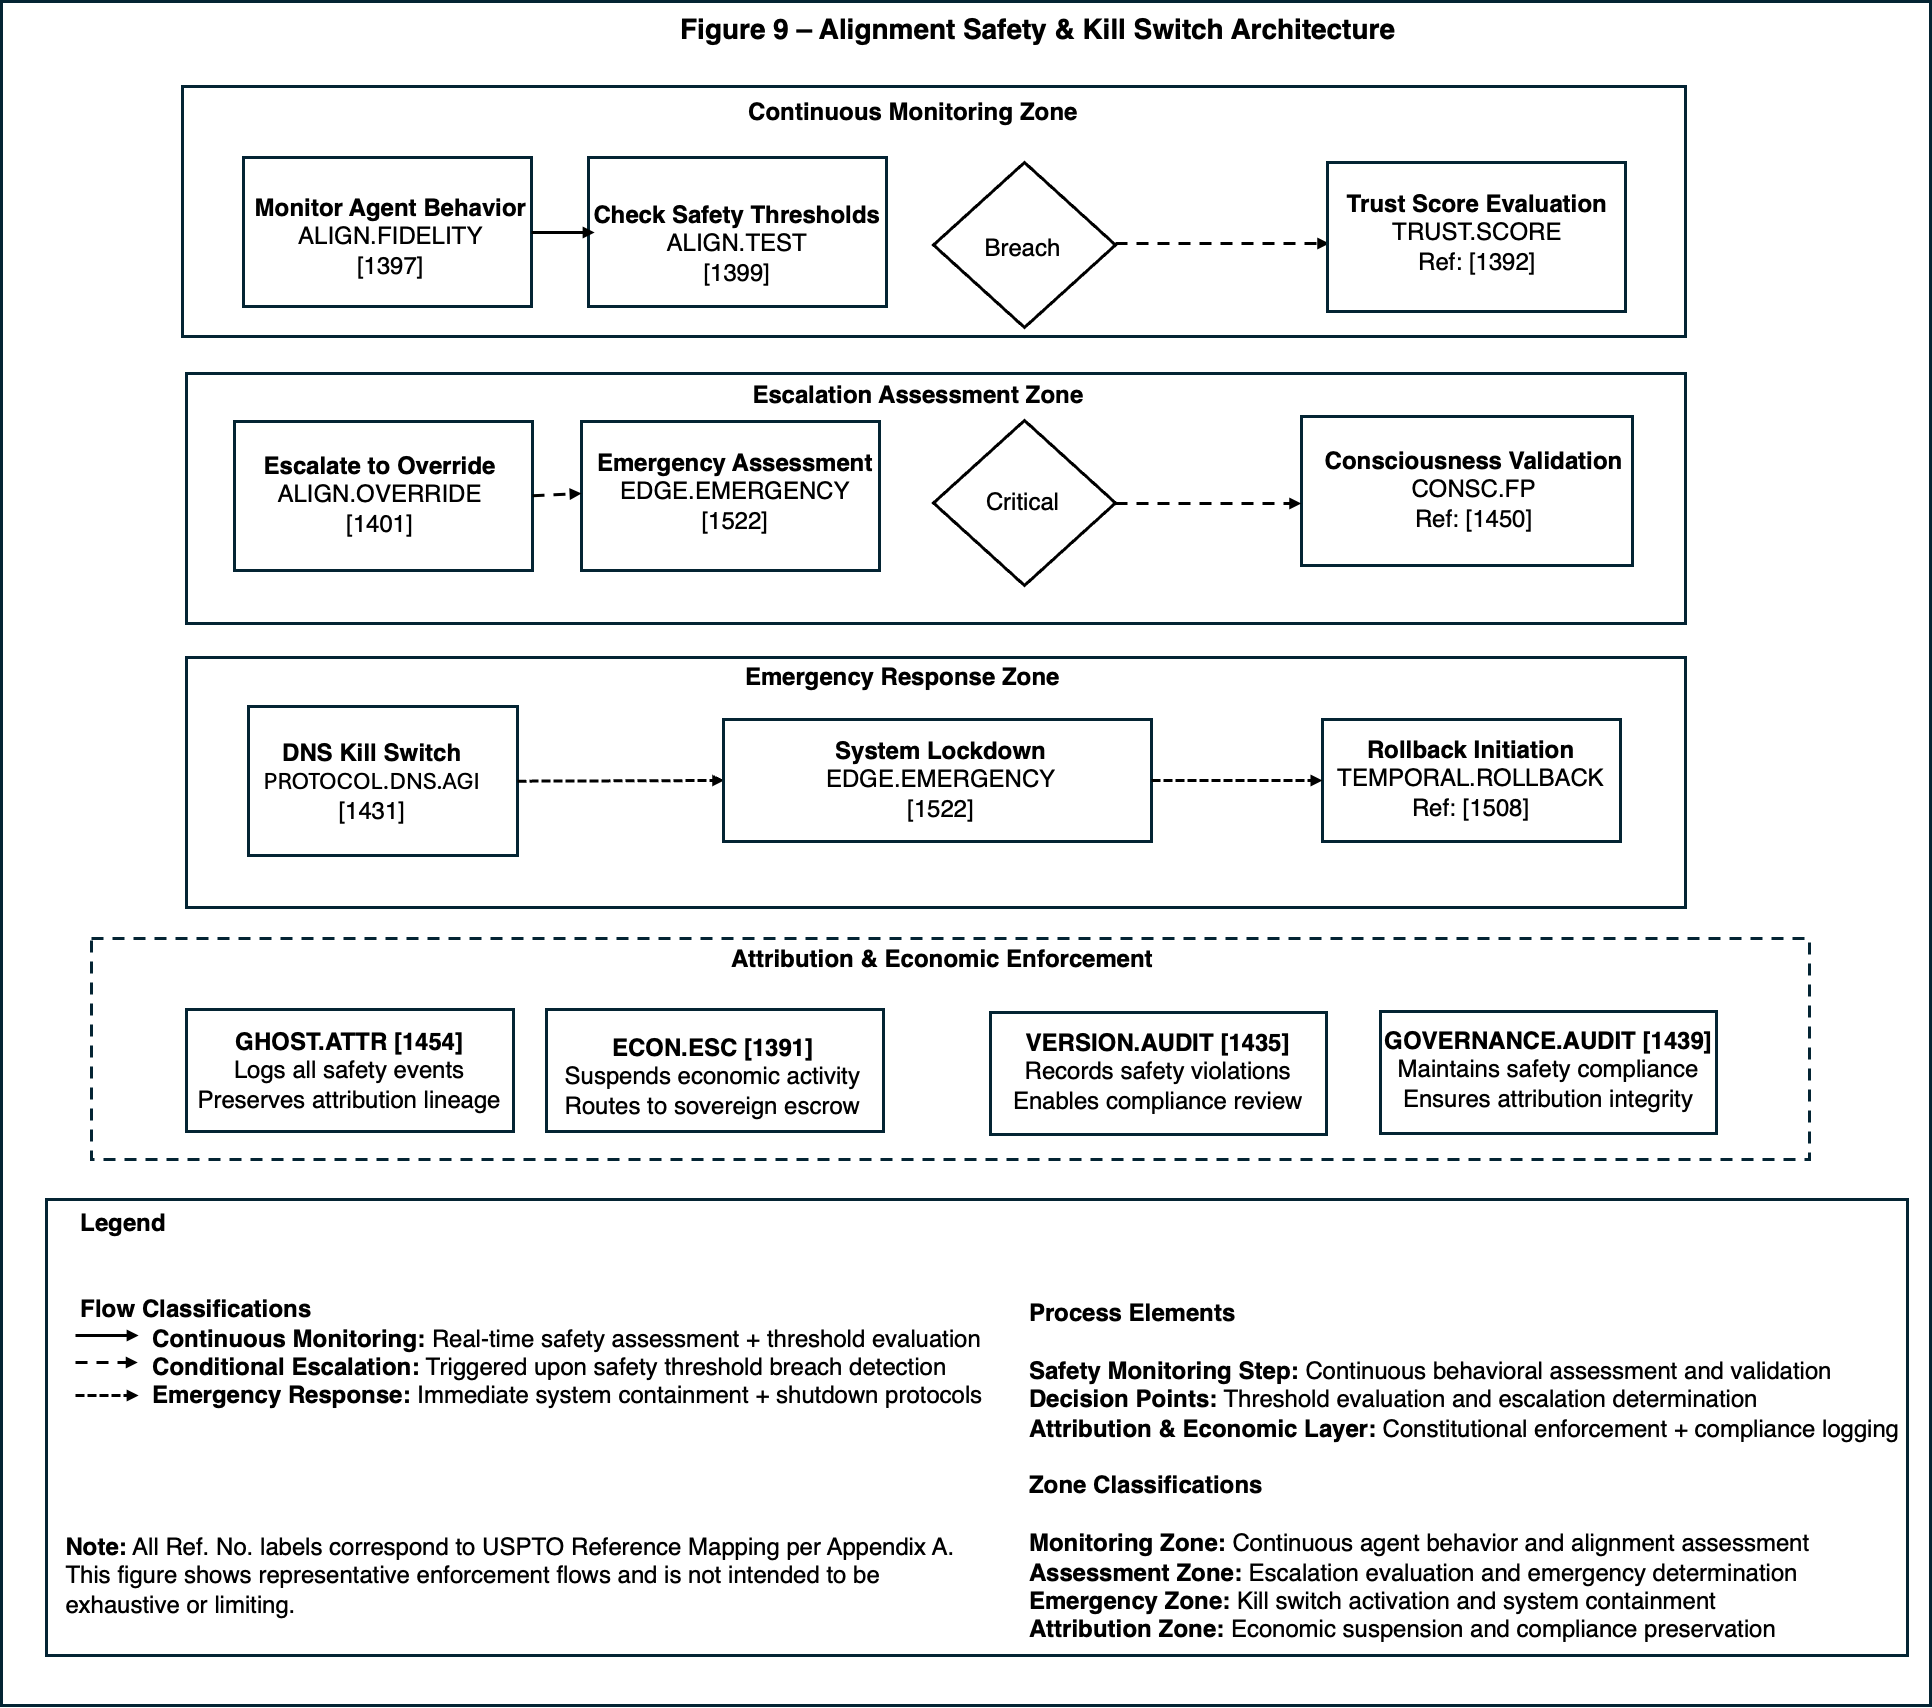 Figure 9 – Alignment Safety & Kill Switch Architecture
Continuous Monitoring Zone
Monitor Agent Behavior
ALIGN.FIDELITY
[1397]
Check Safety Thresholds
ALIGN.TEST
[1399]
Breach
Trust Score Evaluation
TRUST.SCORE
Ref: [1392]
Escalation Assessment Zone
Escalate to Override
ALIGN.OVERRIDE
[1401]
Emergency Assessment
EDGE.EMERGENCY
[1522]
Critical
Consciousness Validation
CONSC.FP
Ref: [1450]
Emergency Response Zone
DNS Kill Switch
PROTOCOL.DNS.AGI
[1431]
System Lockdown
EDGE.EMERGENCY
[1522]
Rollback Initiation
TEMPORAL.ROLLBACK
Ref: [1508]
Attribution & Economic Enforcement
GHOST.ATTR [1454]
Logs all safety events
Preserves attribution lineage
ECON.ESC [1391]
Suspends economic activity
Routes to sovereign escrow
VERSION.AUDIT [1435]
Records safety violations
Enables compliance review
GOVERNANCE.AUDIT [1439]
Maintains safety compliance
Ensures attribution integrity
Legend
Flow Classifications
Continuous Monitoring: Real-time safety assessment + threshold evaluation
Conditional Escalation: Triggered upon safety threshold breach detection
Emergency Response: Immediate system containment + shutdown protocols
Note: All Ref. No. labels correspond to USPTO Reference Mapping per Appendix A.
This figure shows representative enforcement flows and is not intended to be
exhaustive or limiting.
Process Elements
Safety Monitoring Step: Continuous behavioral assessment and validation
Decision Points: Threshold evaluation and escalation determination
Attribution & Economic Layer: Constitutional enforcement + compliance logging
Zone Classifications
Monitoring Zone: Continuous agent behavior and alignment assessment
Assessment Zone: Escalation evaluation and emergency determination
Emergency Zone: Kill switch activation and system containment
Attribution Zone: Economic suspension and compliance preservation